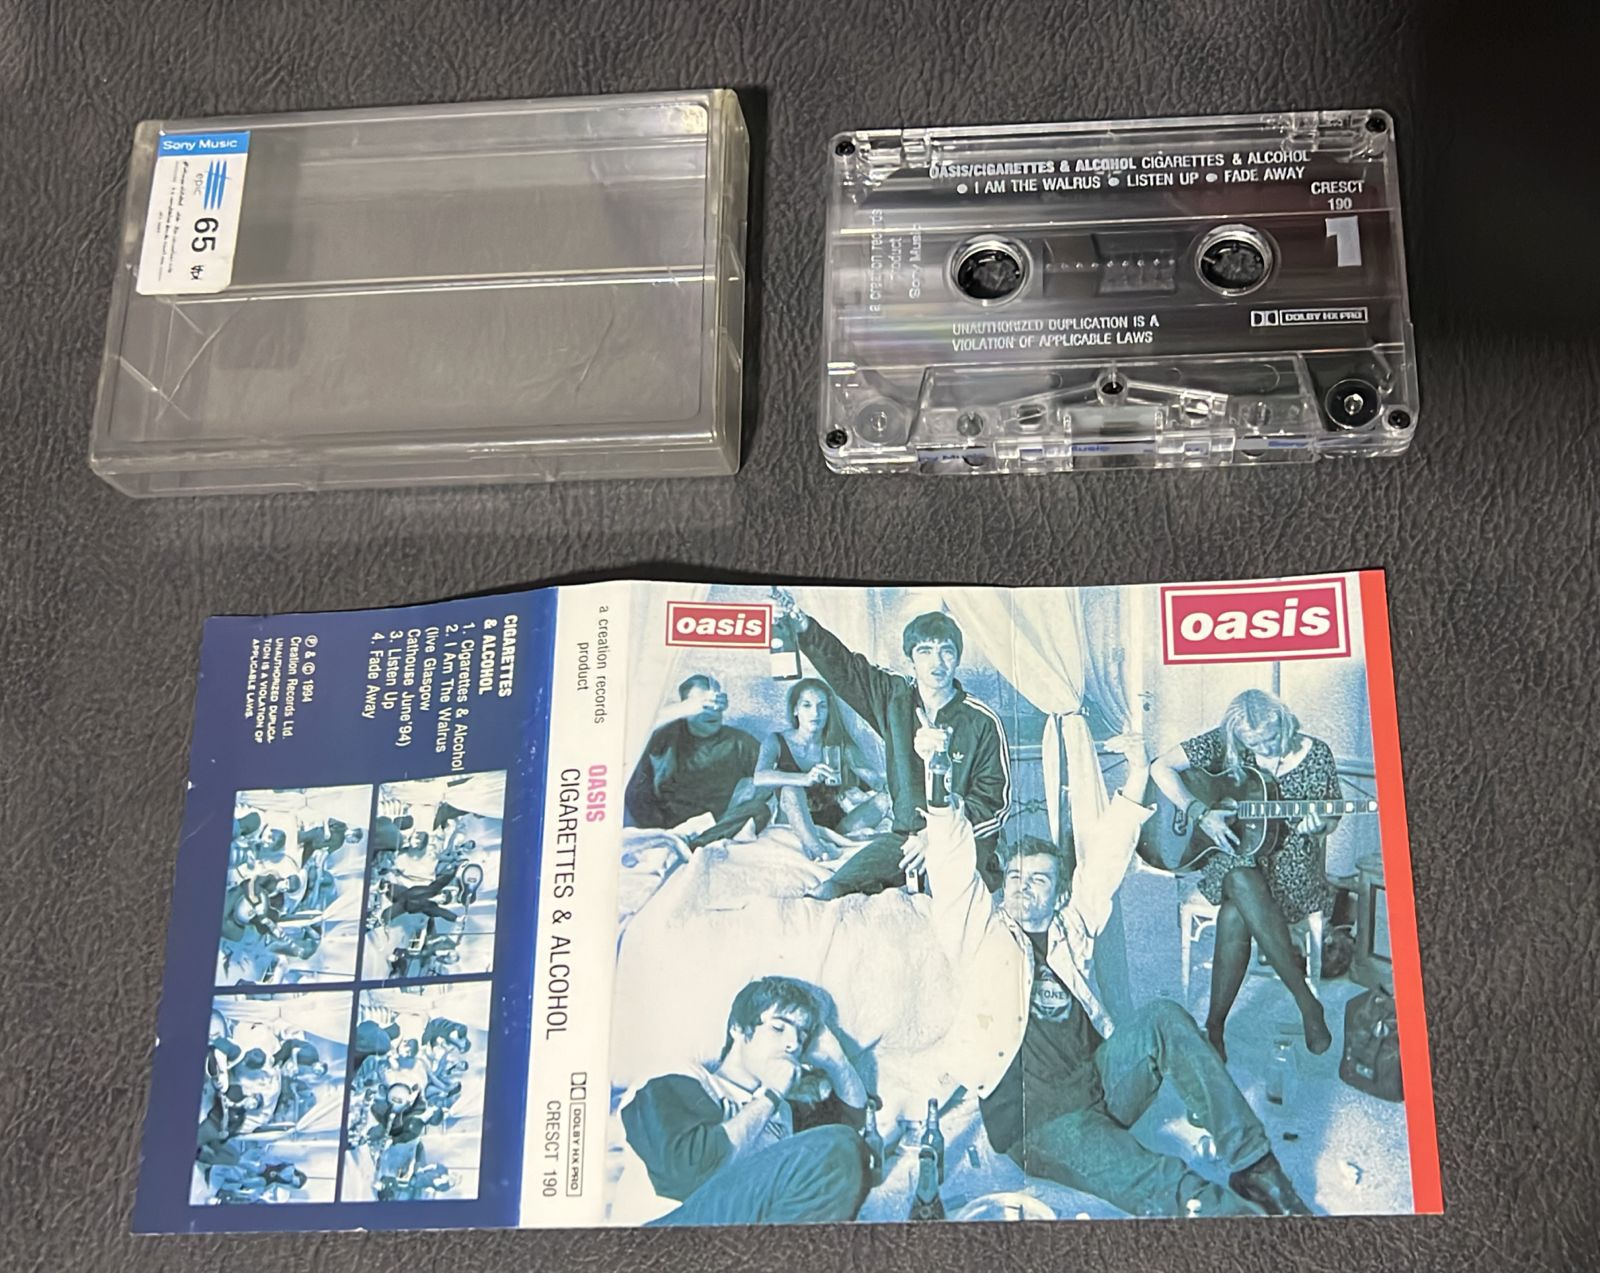 Sony Music
epic
65
OASIS/CIGARETTES & ALCOHOL CIGARETTES & ALCOHOL
● I AM THE WALRUS ● LISTEN UP ● FADE AWAY
CRESCT
190
1
a creation records
product
Sony Music
UNAUTHORIZED DUPLICATION IS A
VIOLATION OF APPLICABLE LAWS
DOLBY HX PRO
Music
CIGARETTES
& ALCOHOL
1. Cigarettes & Alcohol
2. I Am The Walrus
(live Glasgow
Cathouse June'94)
3. Listen Up
4. Fade Away
℗ & © 1994
Creation Records Ltd.
UNAUTHORIZED DUPLICA-
TION IS A VIOLATION OF
APPLICABLE LAWS.
a creation records
product
OASIS
CIGARETTES & ALCOHOL
DOLBY HX PRO
CRESCT 190
oasis
oasis